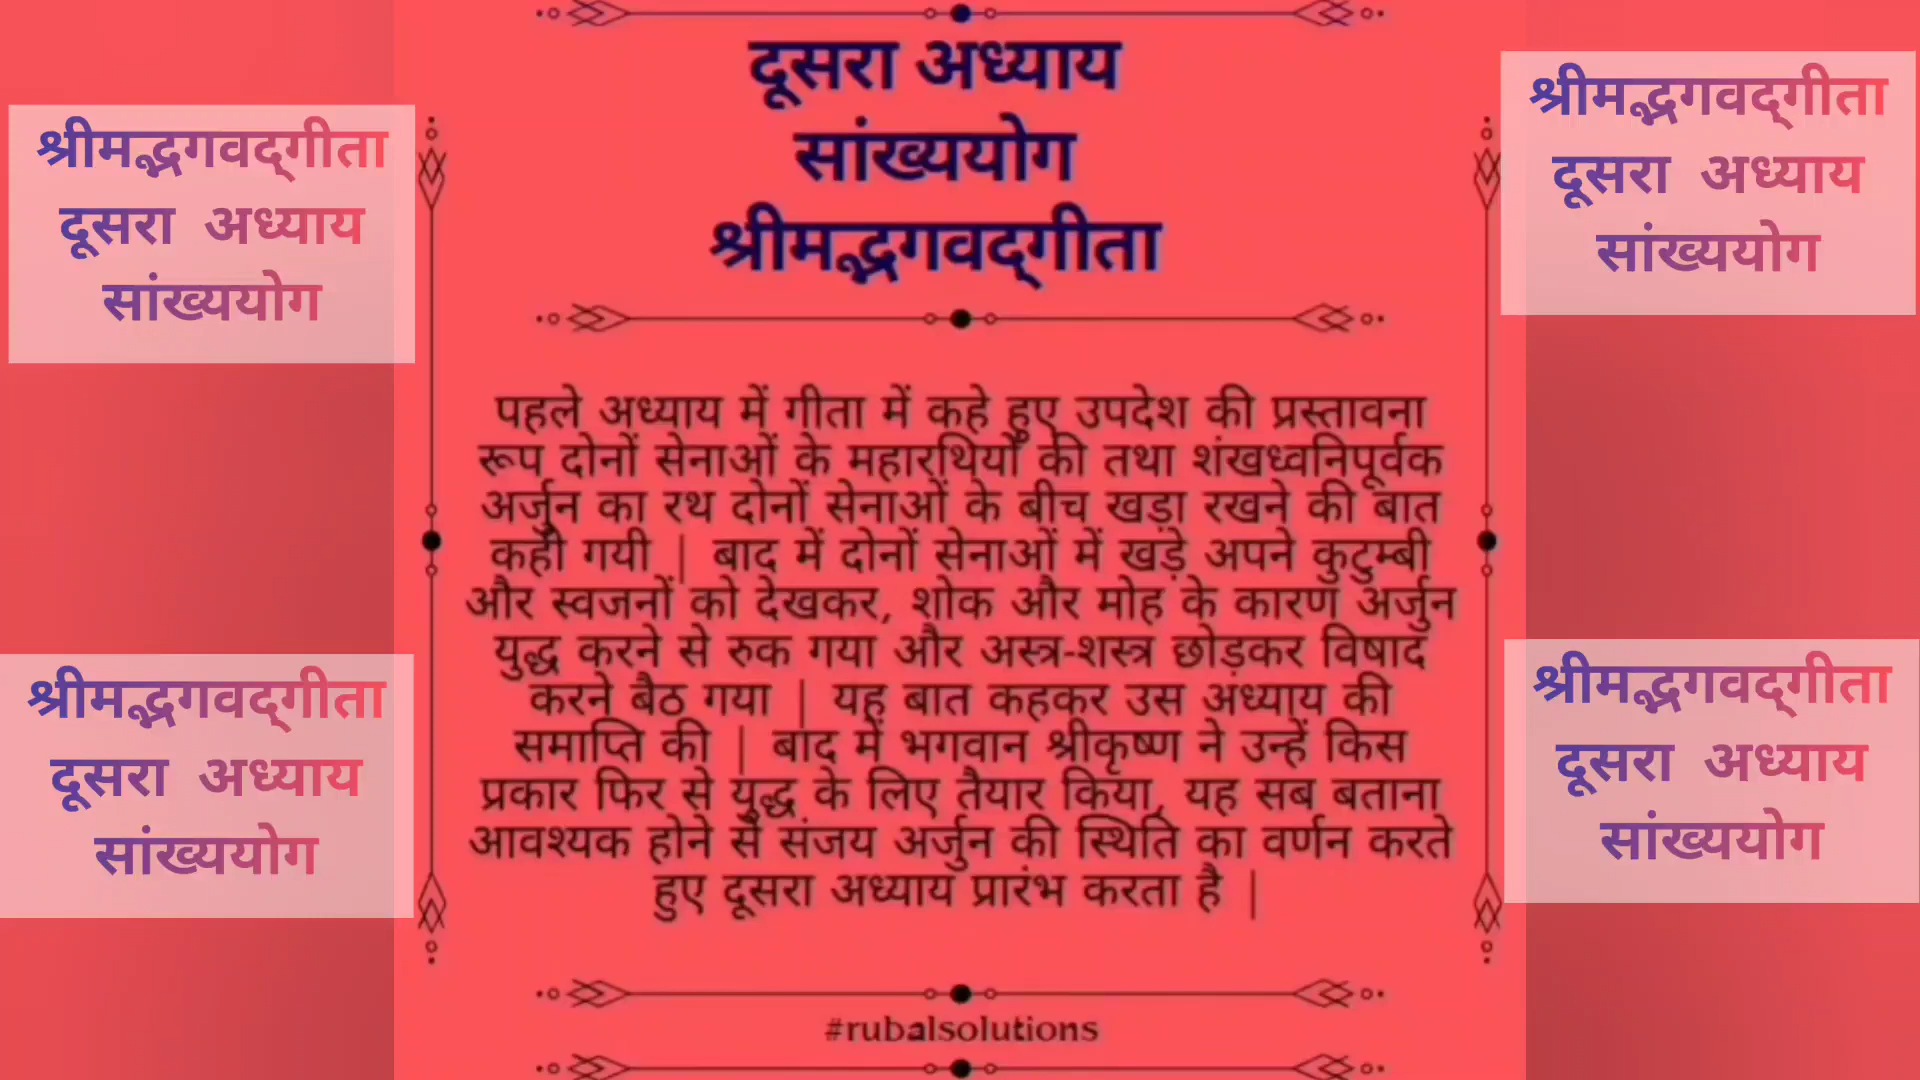 दूसरा अध्याय
सांख्ययोग
श्रीमद्भगवद्‌गीता
पहले अध्याय में गीता में कहे हुए उपदेश की प्रस्तावना
रूप दोनों सेनाओं के महारथियों की तथा शंखध्वनिपूर्वक
अर्जुन का रथ दोनों सेनाओं के बीच खड़ा रखने की बात
कही गयी | बाद में दोनों सेनाओं में खड़े अपने कुटुम्बी
और स्वजनों को देखकर, शोक और मोह के कारण अर्जुन
युद्ध करने से रुक गया और अस्त्र-शस्त्र छोड़कर विषाद
करने बैठ गया | यह बात कहकर उस अध्याय की
समाप्ति की | बाद में भगवान श्रीकृष्ण ने उन्हें किस
प्रकार फिर से युद्ध के लिए तैयार किया, यह सब बताना
आवश्यक होने से संजय अर्जुन की स्थिति का वर्णन करते
हुए दूसरा अध्याय प्रारंभ करता है |
#rubalsolutions
श्रीमद्भगवद्‌गीता
दूसरा अध्याय
सांख्ययोग
श्रीमद्भगवद्‌गीता
दूसरा अध्याय
सांख्ययोग
श्रीमद्भगवद्‌गीता
दूसरा अध्याय
सांख्ययोग
श्रीमद्भगवद्‌गीता
दूसरा अध्याय
सांख्ययोग